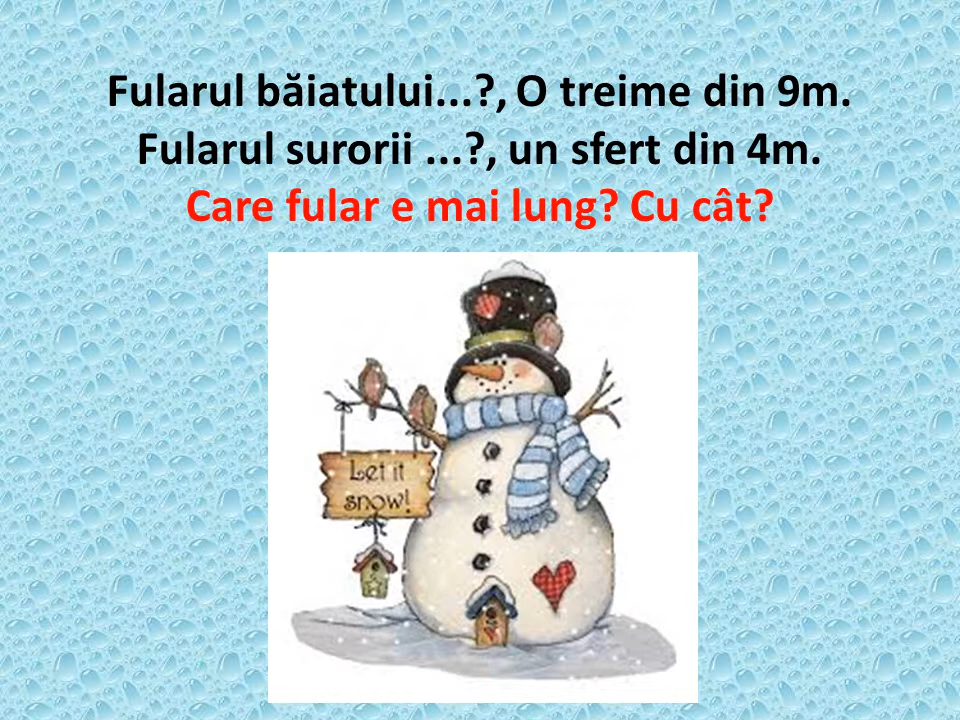 Fularul băiatului...?, O treime din 9m.
Fularul surorii ...?, un sfert din 4m.
Care fular e mai lung? Cu cât?
Let it
snow!